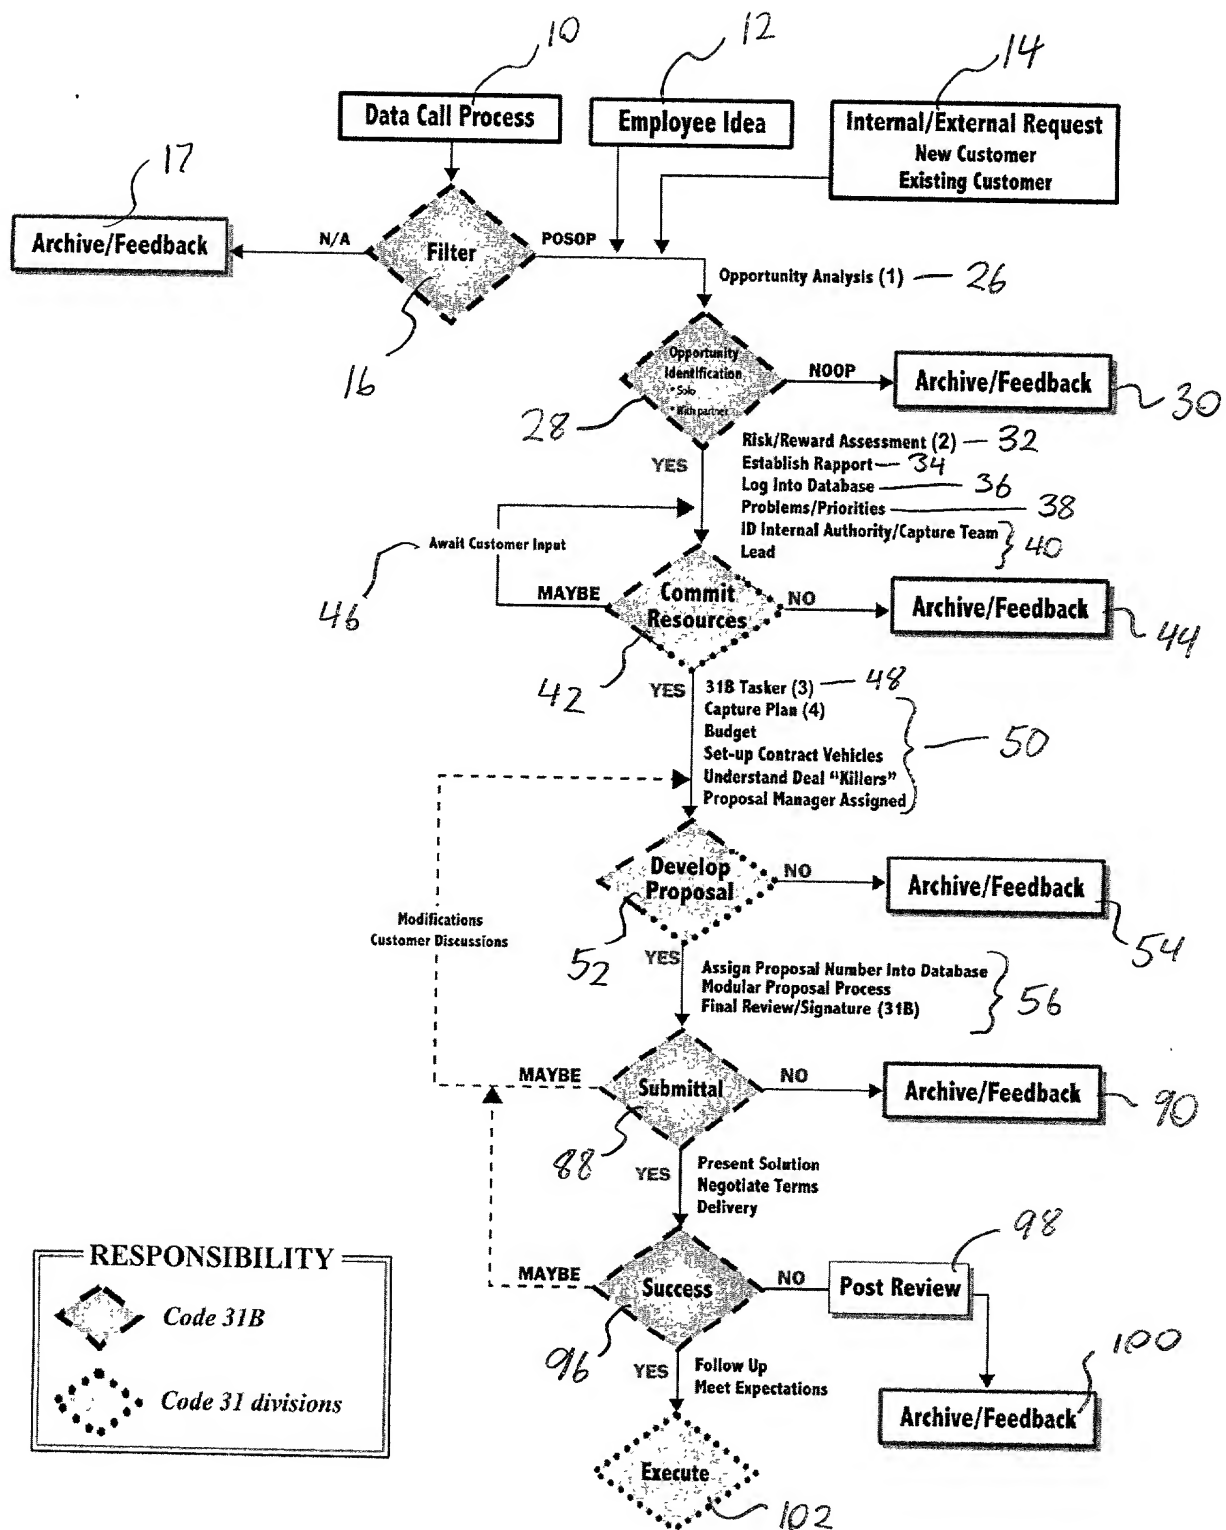 10
12
14
Data Call Process
Employee Idea
Internal/External Request
New Customer
Existing Customer
17
Archive/Feedback
N/A
Filter
POSOP
16
Opportunity Analysis (1)
26
Opportunity
Identification
* Solo
* With partner
28
NOOP
Archive/Feedback
30
YES
Risk/Reward Assessment (2)
32
Establish Rapport
34
Log Into Database
36
Problems/Priorities
38
ID Internal Authority/Capture Team
Lead
40
Await Customer Input
46
MAYBE
Commit
Resources
42
NO
Archive/Feedback
44
YES
31B Tasker (3)
48
Capture Plan (4)
Budget
Set-up Contract Vehicles
Understand Deal “Killers”
Proposal Manager Assigned
50
Develop
Proposal
52
NO
Archive/Feedback
54
Modifications
Customer Discussions
YES
Assign Proposal Number Into Database
Modular Proposal Process
Final Review/Signature (31B)
56
MAYBE
Submittal
88
NO
Archive/Feedback
90
YES
Present Solution
Negotiate Terms
Delivery
MAYBE
Success
96
NO
Post Review
98
Archive/Feedback
100
YES
Follow Up
Meet Expectations
Execute
102
RESPONSIBILITY
Code 31B
Code 31 divisions